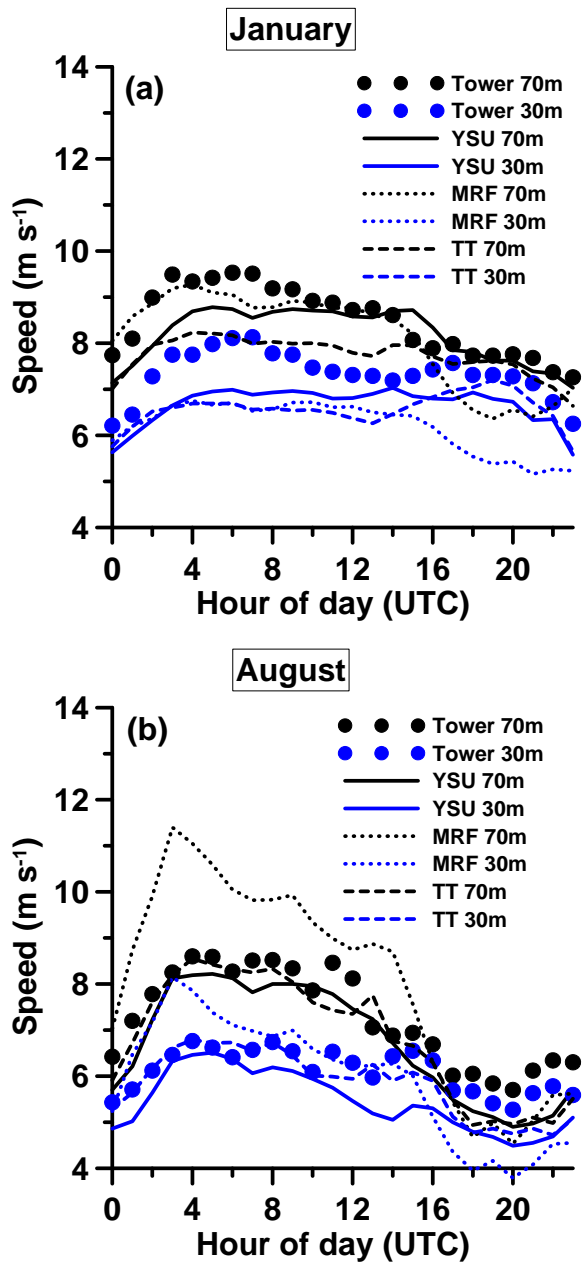 January
14
(a)
Tower 70m
Tower 30m
12
YSU 70m
YSU 30m
MRF 70m
MRF 30m
10
TT 70m
TT 30m
8
6
4
Speed (m s⁻¹)
0 4 8 12 16 20
Hour of day (UTC)
August
14
(b)
Tower 70m
Tower 30m
12
YSU 70m
YSU 30m
MRF 70m
MRF 30m
10
TT 70m
TT 30m
8
6
4
Speed (m s⁻¹)
0 4 8 12 16 20
Hour of day (UTC)